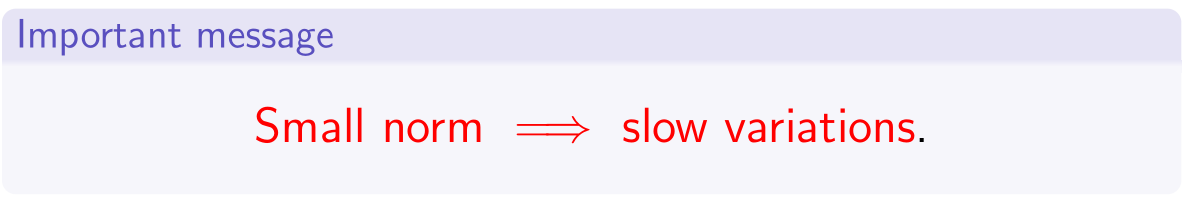 Important message
Small norm ⟹ slow variations.